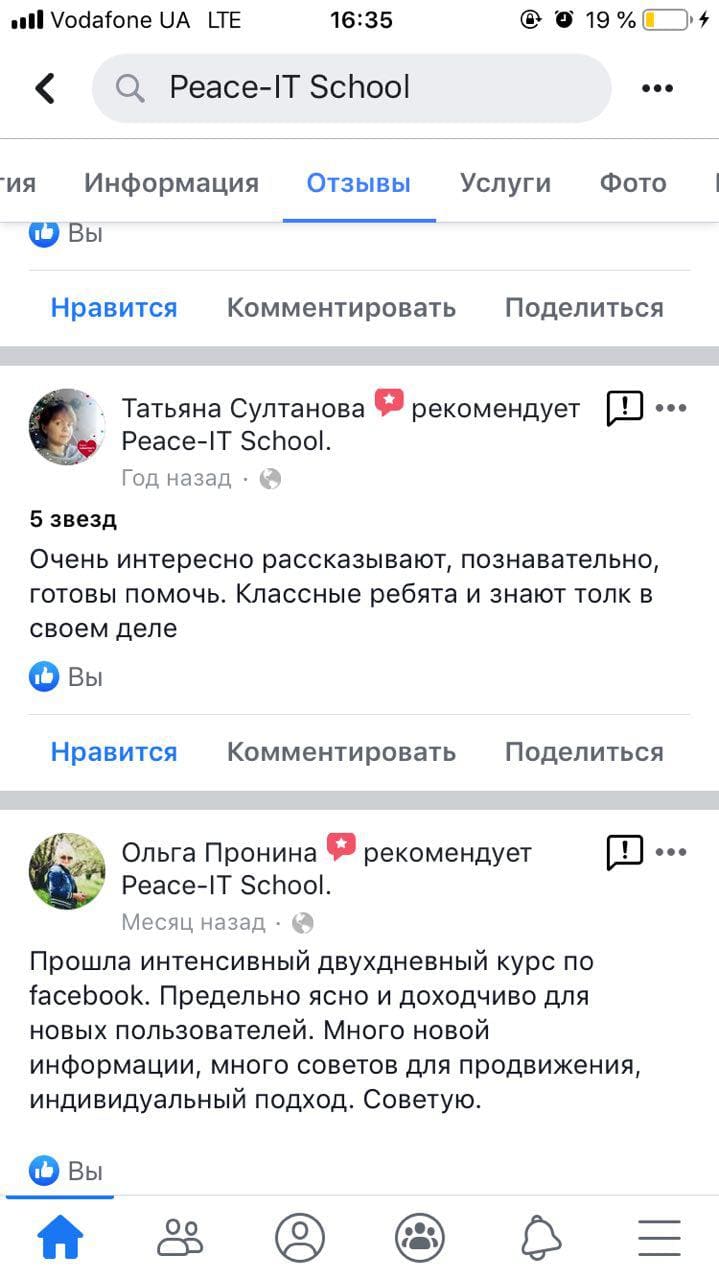 Vodafone UA LTE 16:35 19 %
Peace-IT School
Информация Отзывы Услуги Фото
Вы
Нравится Комментировать Поделиться
Татьяна Султанова рекомендует
Peace-IT School.
Год назад ·
5 звезд
Очень интересно рассказывают, познавательно,
готовы помочь. Классные ребята и знают толк в
своем деле
Вы
Нравится Комментировать Поделиться
Ольга Пронина рекомендует
Peace-IT School.
Месяц назад ·
Прошла интенсивный двухдневный курс по
facebook. Предельно ясно и доходчиво для
новых пользователей. Много новой
информации, много советов для продвижения,
индивидуальный подход. Советую.
Вы